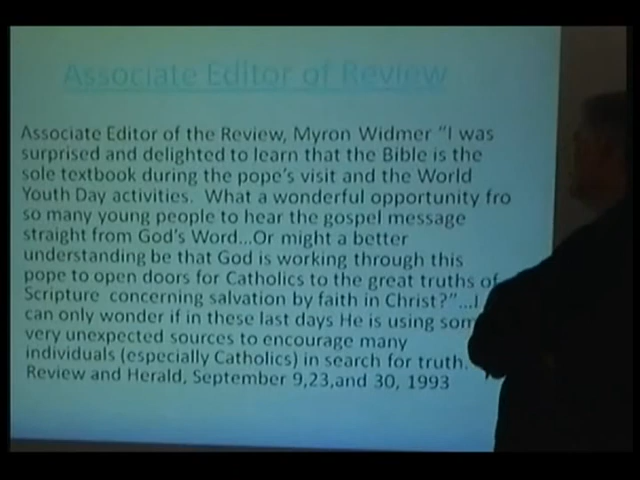 Associate Editor of Review
Associate Editor of the Review, Myron Widmer "I was
surprised and delighted to learn that the Bible is the
sole textbook during the pope's visit and the World
Youth Day activities.  What a wonderful opportunity fro
so many young people to hear the gospel message
straight from God's Word...Or might a better
understanding be that God is working through this
pope to open doors for Catholics to the great truths of
Scripture  concerning salvation by faith in Christ?"...I
can only wonder if in these last days He is using som
very unexpected sources to encourage many
individuals (especially Catholics) in search for truth.
Review and Herald, September 9,23,and 30, 1993